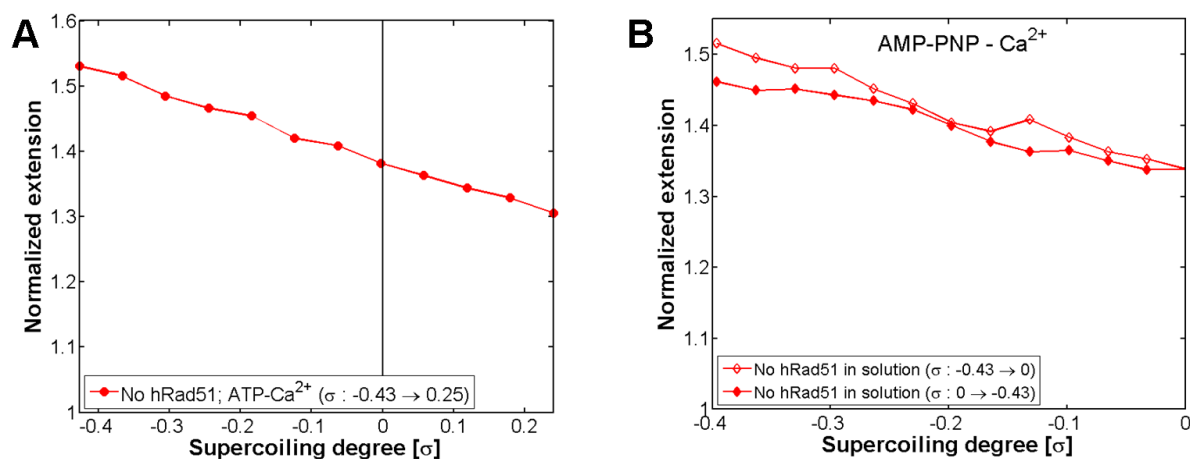 A
Normalized extension
1.6
1.5
1.4
1.3
1.2
1.1
1
No hRad51; ATP-Ca²⁺ (σ : -0.43 → 0.25)
-0.4 -0.3 -0.2 -0.1 0 0.1 0.2
Supercoiling degree [σ]
B
AMP-PNP - Ca²⁺
Normalized extension
1.5
1.4
1.3
1.2
1.1
1
No hRad51 in solution (σ : -0.43 → 0)
No hRad51 in solution (σ : 0 → -0.43)
-0.4 -0.3 -0.2 -0.1 0
Supercoiling degree [σ]